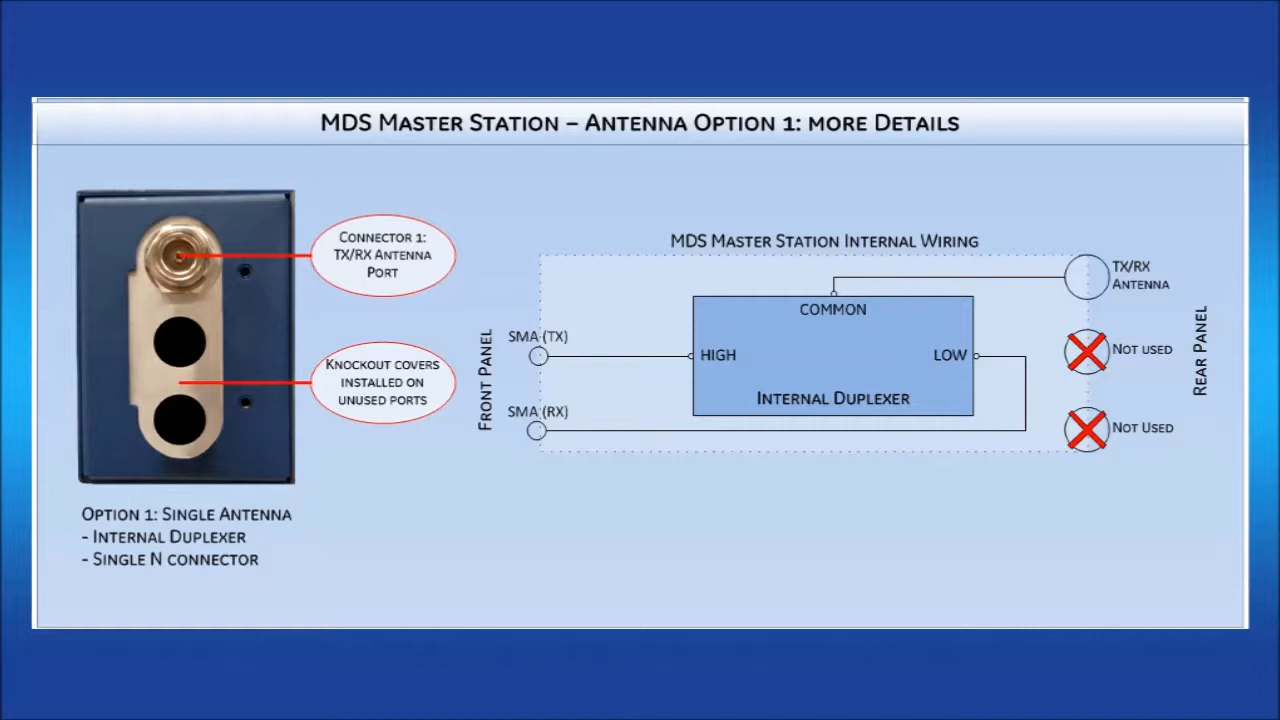 MDS Master Station – Antenna Option 1: more Details
Connector 1:
TX/RX Antenna
Port
Knockout covers
installed on
unused ports
Option 1: Single Antenna
- Internal Duplexer
- Single N connector
MDS Master Station Internal Wiring
Front Panel
SMA (TX)
SMA (RX)
COMMON
HIGH
LOW
Internal Duplexer
TX/RX
Antenna
Not used
Not Used
Rear Panel